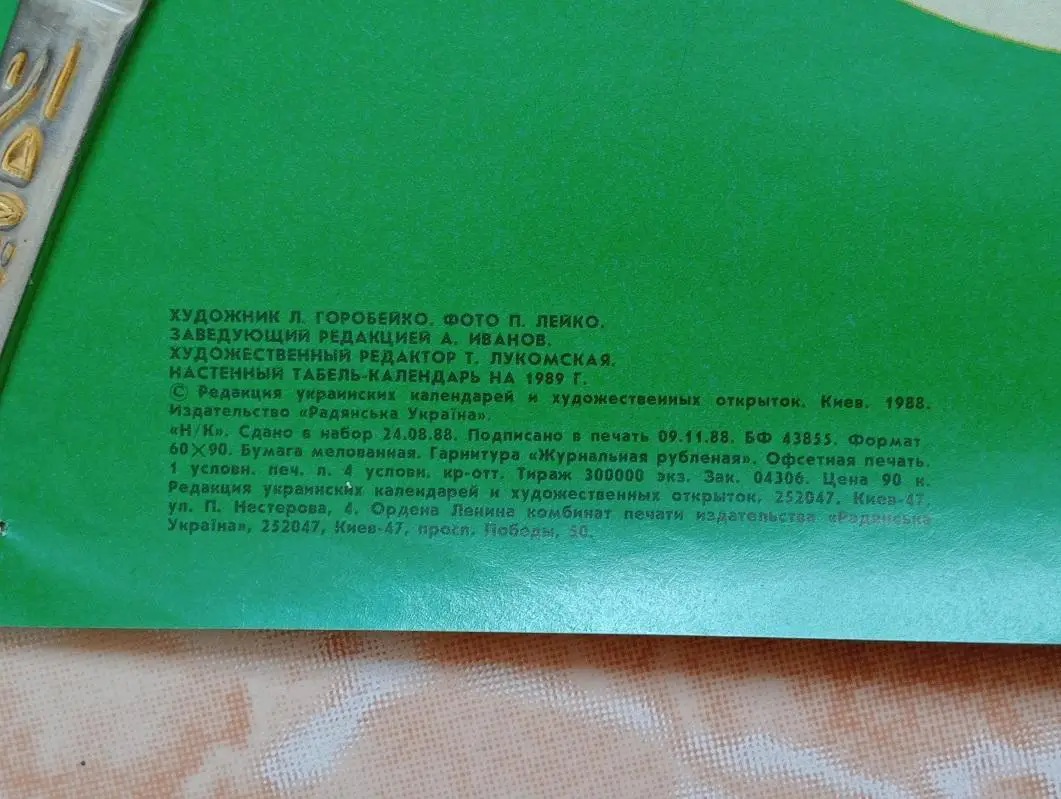 ХУДОЖНИК Л. ГОРОБЕЙКО. ФОТО П. ЛЕЙКО.
ЗАВЕДУЮЩИЙ РЕДАКЦИЕЙ А. ИВАНОВ.
ХУДОЖЕСТВЕННЫЙ РЕДАКТОР Т. ЛУКОМСКАЯ.
НАСТЕННЫЙ ТАБЕЛЬ-КАЛЕНДАРЬ НА 1989 Г.
© Редакция украинских календарей и художественных открыток. Киев. 1988.
Издательство «Радянська Україна».
«Н/К». Сдано в набор 24.08.88. Подписано в печать 09.11.88. БФ 43855. Формат
60×90. Бумага мелованная. Гарнитура «Журнальная рубленая». Офсетная печать.
1 условн. печ. л. 4 условн. кр-отт. Тираж 300000 экз. Зак. 04306. Цена 90 к.
Редакция украинских календарей и художественных открыток, 252047, Киев-47,
ул. П. Нестерова, 4. Ордена Ленина комбинат печати издательства «Радянська
Україна», 252047, Киев-47, просп. Победы, 50.